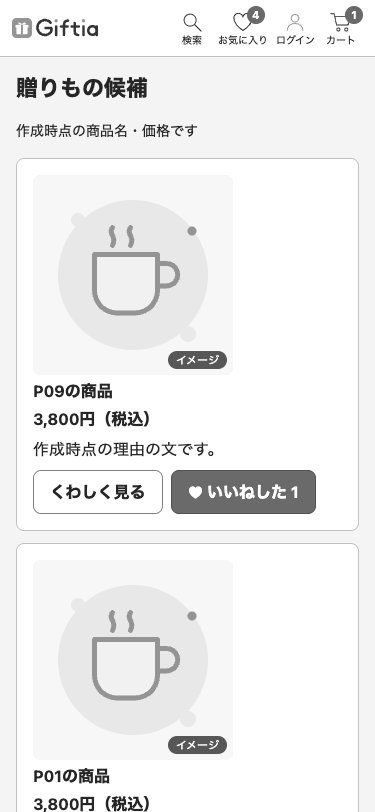 Giftia
4
1
検索
お気に入り
ログイン
カート
贈りもの候補
作成時点の商品名・価格です
イメージ
P09の商品
3,800円（税込）
作成時点の理由の文です。
くわしく見る
いいねした 1
イメージ
P01の商品
3,800円（税込）